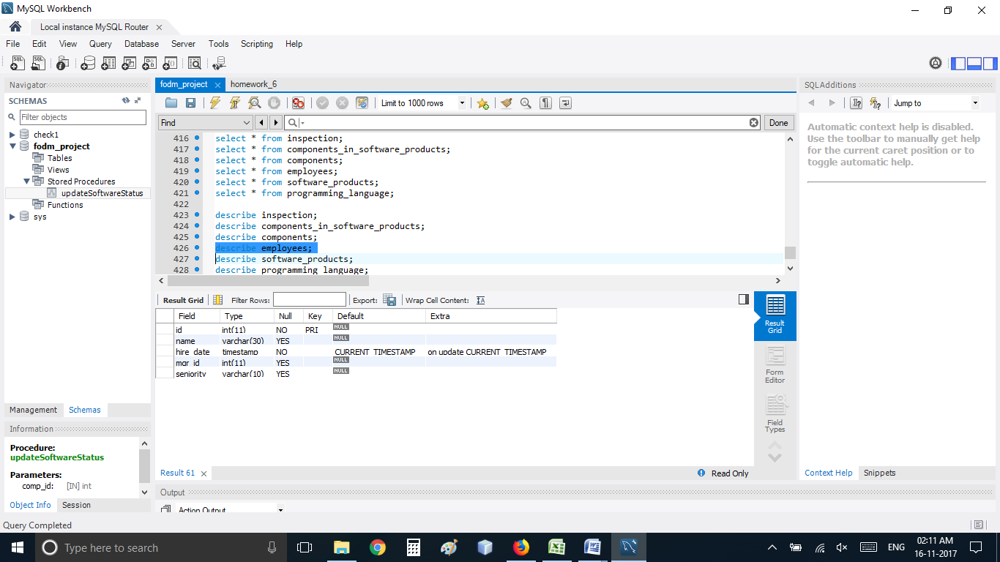 MySQL Workbench
Local instance MySQL Router
File Edit View Query Database Server Tools Scripting Help
Navigator
SCHEMAS
Filter objects
check1
fodm_project
Tables
Views
Stored Procedures
updateSoftwareStatus
Functions
sys
Management Schemas
Information
Procedure:
updateSoftwareStatus
Parameters:
comp_id: [IN] int
Object Info Session
fodm_project homework_6
Limit to 1000 rows
Find Done
416 select * from inspection;
417 select * from components_in_software_products;
418 select * from components;
419 select * from employees;
420 select * from software_products;
421 select * from programming_language;
422
423 describe inspection;
424 describe components_in_software_products;
425 describe components;
426 describe employees;
427 describe software_products;
428 describe programming_language;
Result Grid Filter Rows: Export: Wrap Cell Content:
Field Type Null Key Default Extra
id int(11) NO PRI NULL
name varchar(30) YES NULL
hire_date timestamp NO CURRENT_TIMESTAMP on update CURRENT_TIMESTAMP
mgr_id int(11) YES NULL
seniority varchar(10) YES NULL
Result Grid
Form Editor
Field Types
Result 61 Read Only
Output
Action Output
SQLAdditions
Jump to
Automatic context help is disabled.
Use the toolbar to manually get help
for the current caret position or to
toggle automatic help.
Context Help Snippets
Query Completed
Type here to search
ENG
02:11 AM
16-11-2017